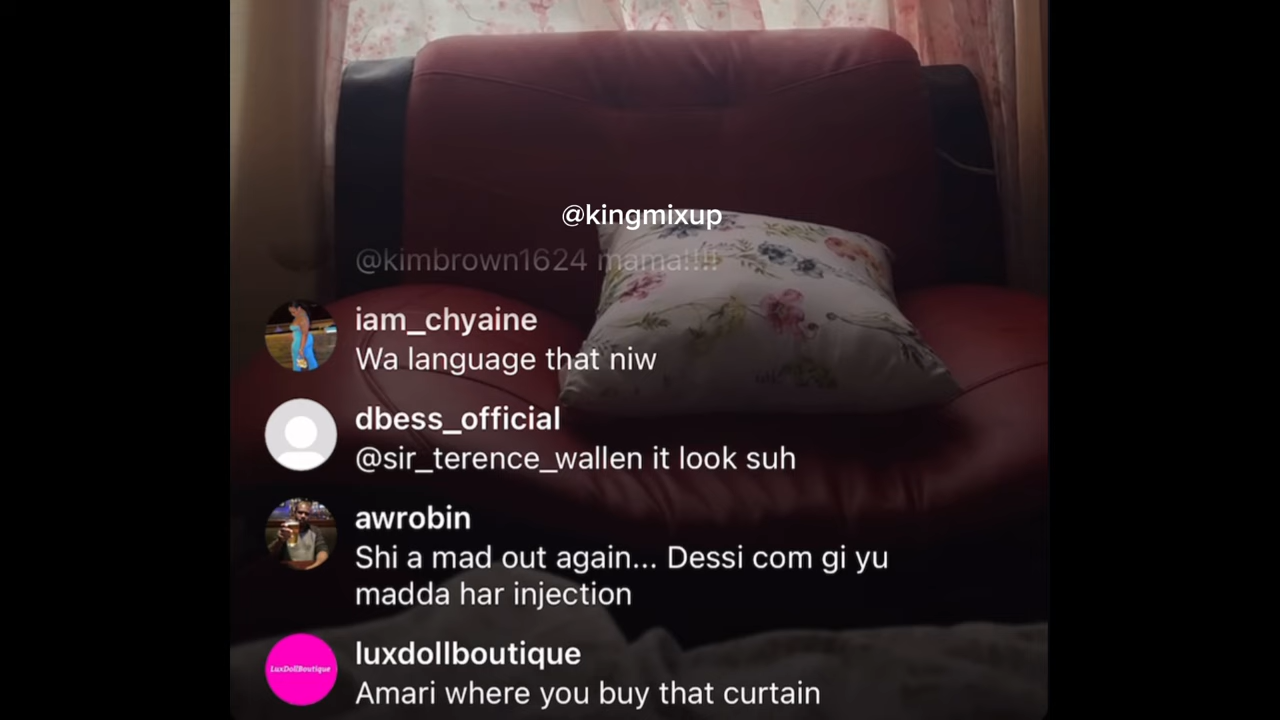 @kingmixup
@kimbrown1624 mama!!!!
iam_chyaine
Wa language that niw
dbess_official
@sir_terence_wallen it look suh
awrobin
Shi a mad out again... Dessi com gi yu
madda har injection
LuxDollBoutique
luxdollboutique
Amari where you buy that curtain